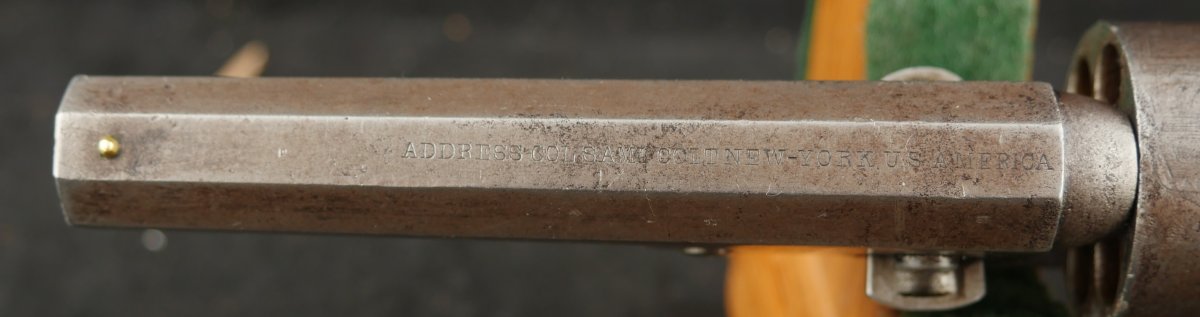 ADDRESS COL SAML COLT NEW-YORK U.S AMERICA